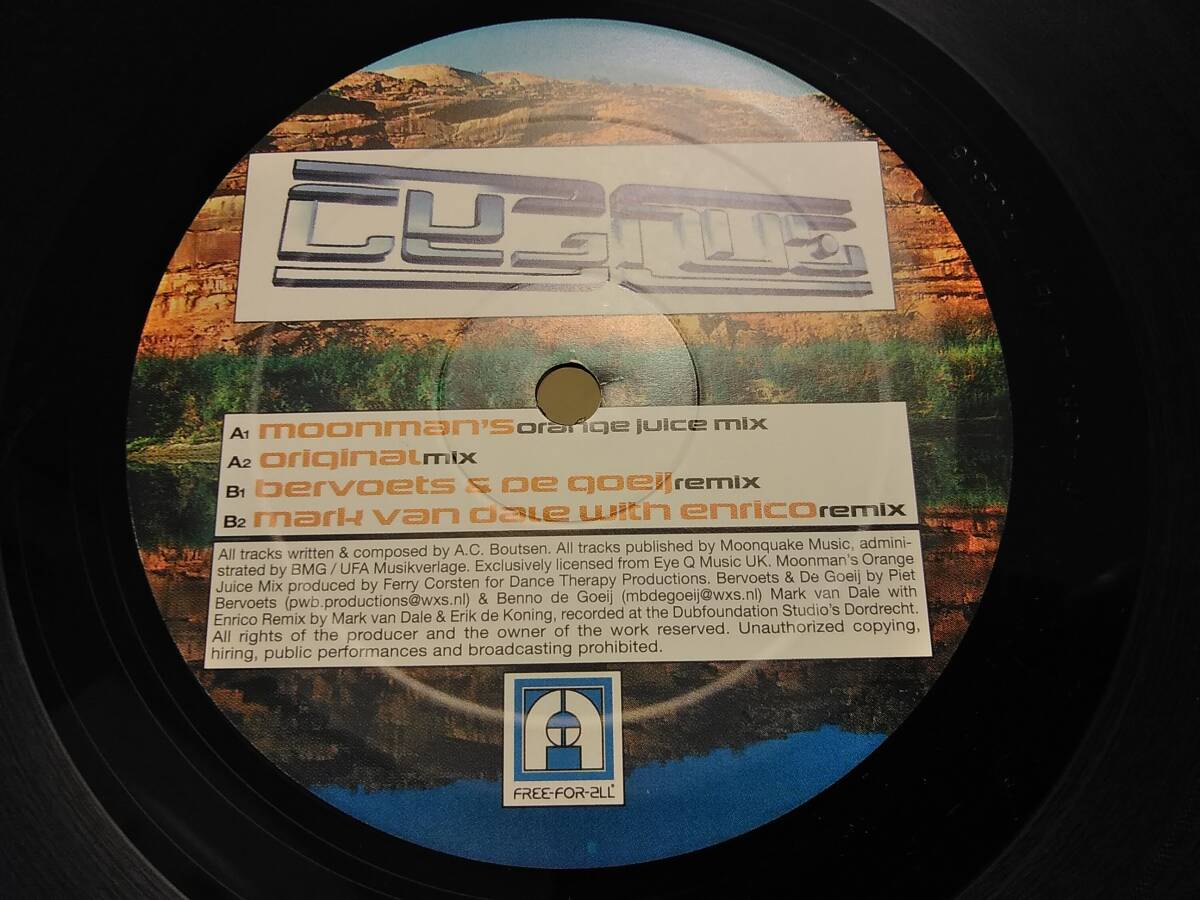 cygnus
A1 moonman's orange juice mix
A2 original mix
B1 bervoets & de goeij remix
B2 mark van dale with enrico remix
All tracks written & composed by A.C. Boutsen. All tracks published by Moonquake Music, admini-
strated by BMG / UFA Musikverlage. Exclusively licensed from Eye Q Music UK. Moonman's Orange
Juice Mix produced by Ferry Corsten for Dance Therapy Productions. Bervoets & De Goeij by Piet
Bervoets (pwb.productions@wxs.nl) & Benno de Goeij (mbdegoeij@wxs.nl) Mark van Dale with
Enrico Remix by Mark van Dale & Erik de Koning, recorded at the Dubfoundation Studio's Dordrecht.
All rights of the producer and the owner of the work reserved. Unauthorized copying,
hiring, public performances and broadcasting prohibited.
FREE-FOR-ALL®